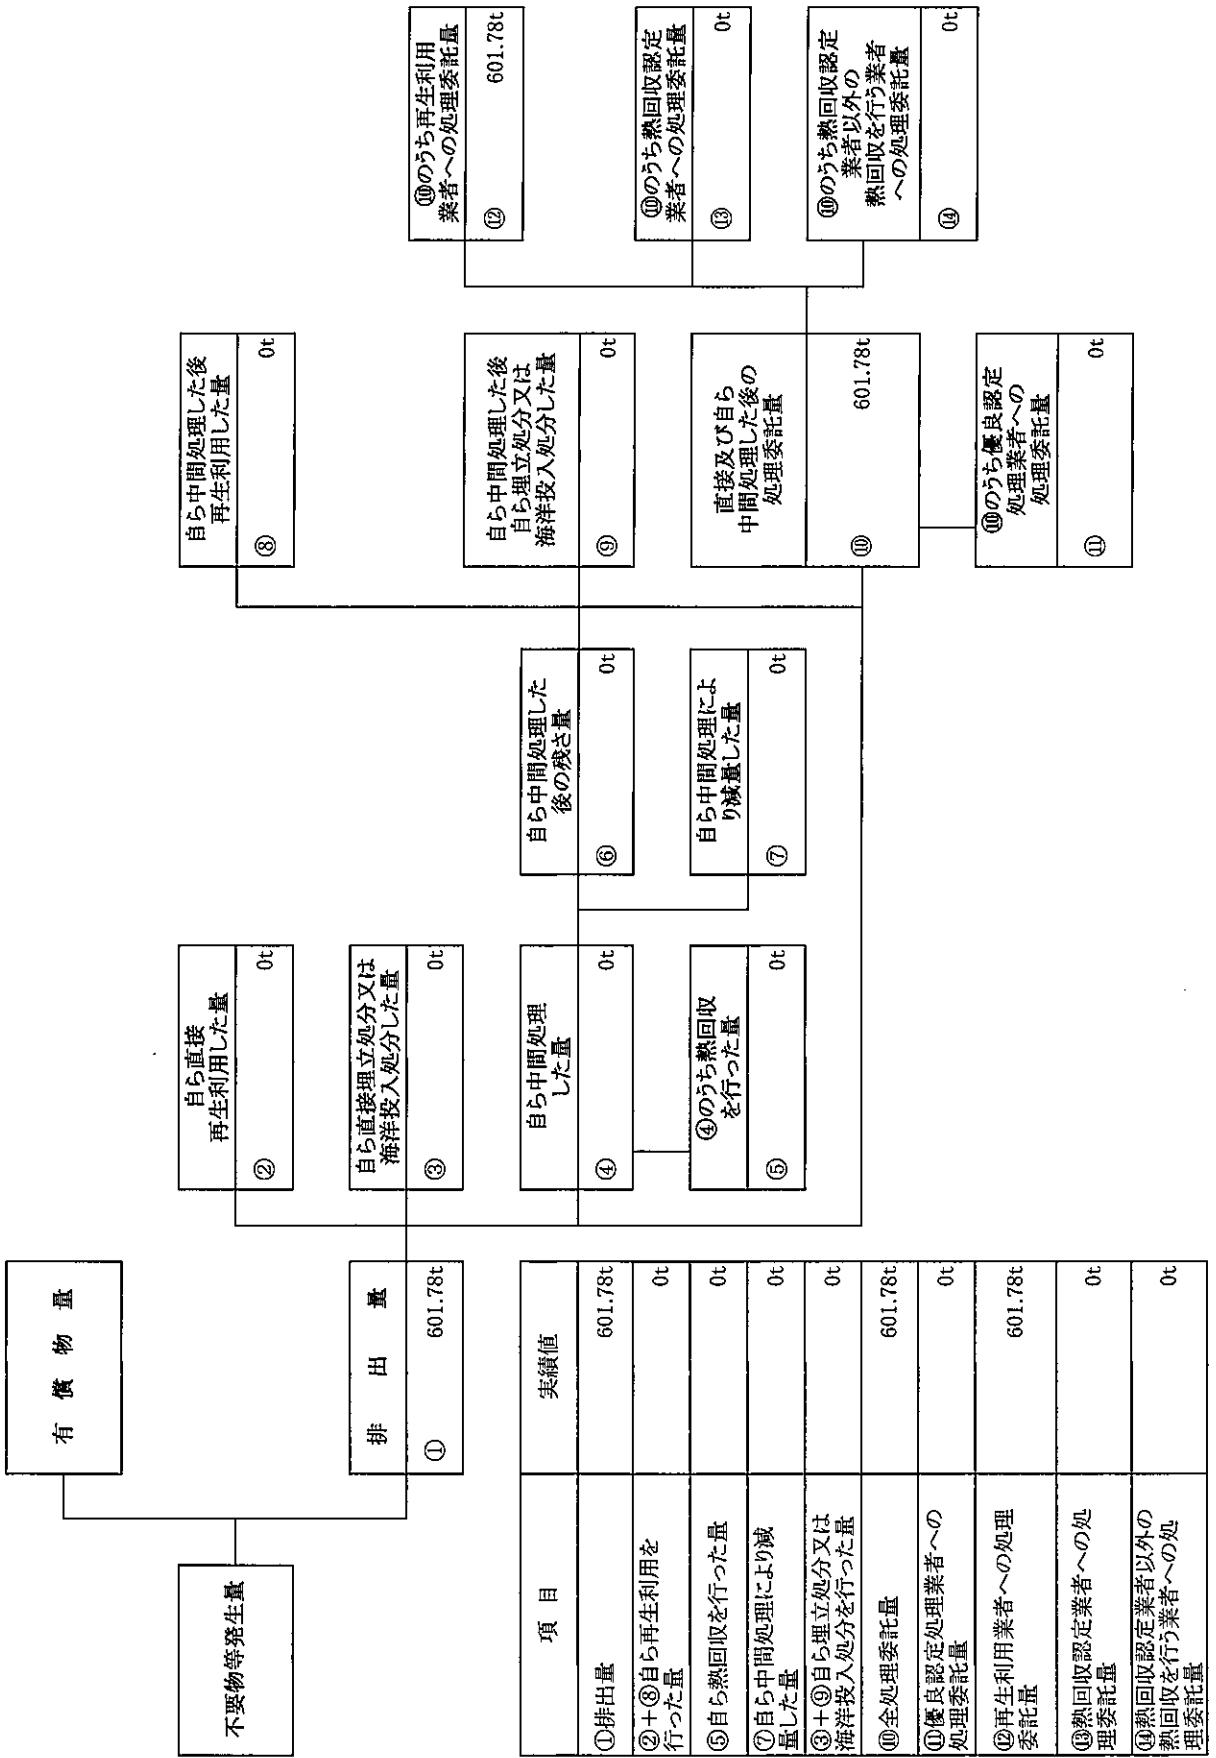 不要物等発生量
有償物量
排出量
① 601.78t
自ら直接
再生利用した量
② 0t
自ら直接埋立処分又は
海洋投入処分した量
③ 0t
自ら中間処理
した量
④ 0t
④のうち熱回収
を行った量
⑤ 0t
自ら中間処理した
後の残さ量
⑥ 0t
自ら中間処理によ
り減量した量
⑦ 0t
自ら中間処理した後
再生利用した量
⑧ 0t
自ら中間処理した後
自ら埋立処分又は
海洋投入処分した量
⑨ 0t
直接及び自ら
中間処理した後の
処理委託量
⑩ 601.78t
⑩のうち優良認定
処理業者への
処理委託量
⑪ 0t
⑩のうち再生利用
業者への処理委託量
⑫ 601.78t
⑩のうち熱回収認定
業者への処理委託量
⑬ 0t
⑩のうち熱回収認定
業者以外の
熱回収を行う業者
への処理委託量
⑭ 0t
項目 実績値
①排出量 601.78t
②+⑧自ら再生利用を
行った量 0t
⑤自ら熱回収を行った量 0t
⑦自ら中間処理により減
量した量 0t
③+⑨自ら埋立処分又は
海洋投入処分を行った量 0t
⑩全処理委託量 601.78t
⑪優良認定処理業者への
処理委託量 0t
⑫再生利用業者への処理
委託量 601.78t
⑬熱回収認定業者への処
理委託量 0t
⑭熱回収認定業者以外の
熱回収を行う業者への処
理委託量 0t